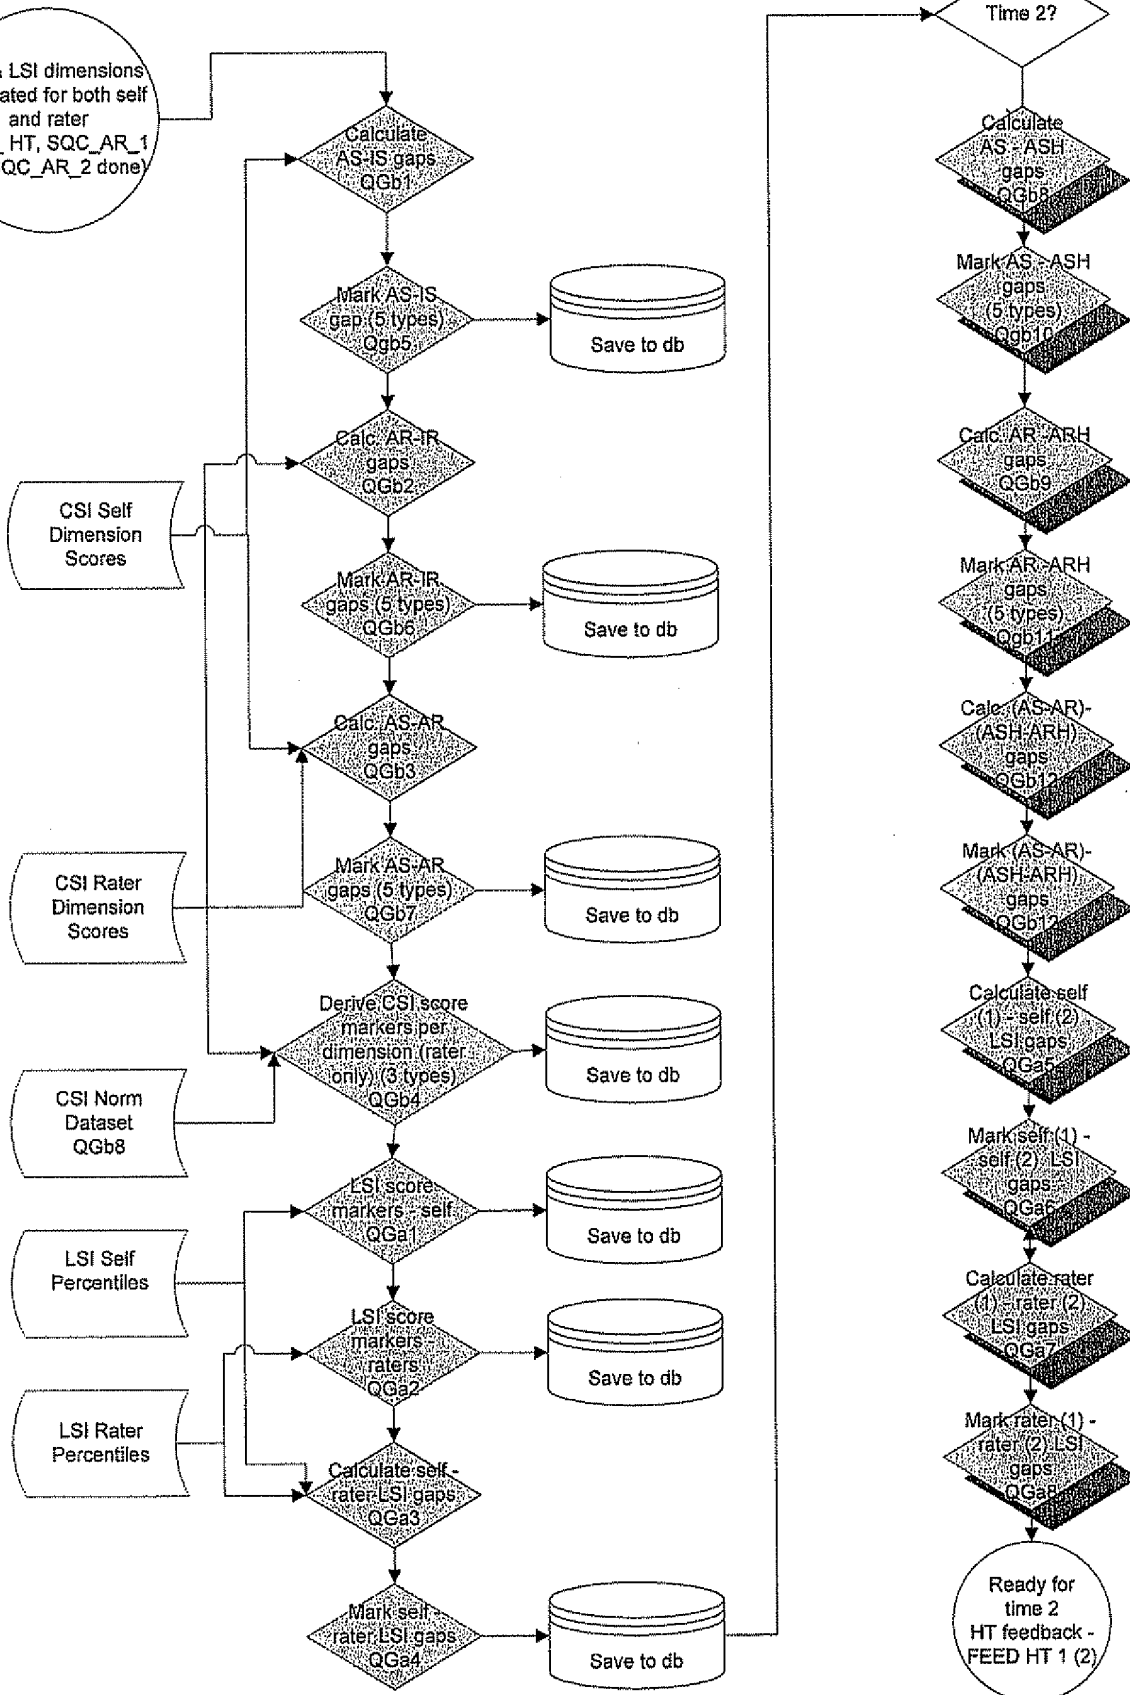 LSI dimensions
ated for both self
and rater
_HT, SQC_AR_1
QC_AR_2 done)
Calculate
AS-IS gaps
QGb1
Mark AS-IS
gap (5 types)
Qgb5
Save to db
Calc. AR-IR
gaps
QGb2
CSI Self
Dimension
Scores
Mark AR-IR
gaps (5 types)
QGb6
Save to db
Calc. AS-AR
gaps
QGb3
CSI Rater
Dimension
Scores
Mark AS-AR
gaps (5 types)
QGb7
Save to db
Derive CSI score
markers per
dimension (rater
only) (3 types)
QGb4
Save to db
CSI Norm
Dataset
QGb8
LSI score
markers - self
QGa1
Save to db
LSI Self
Percentiles
LSI score
markers
raters
QGa2
Save to db
LSI Rater
Percentiles
Calculate self -
rater LSI gaps
QGa3
Mark self -
rater LSI gaps
QGa4
Save to db
Time 2?
Calculate
AS - ASH
gaps
QGb8
Mark AS - ASH
gaps
(5 types)
Qgb10
Calc. AR -ARH
gaps
QGb9
Mark AR -ARH
gaps
(5 types)
Qgb11
Calc. (AS-AR)-
(ASH-ARH)
gaps
QGb12
Mark (AS-AR)-
(ASH-ARH)
gaps
Calculate self
(1) - self (2)
LSI gaps
QGa5
Mark self (1) -
self (2) LSI
gaps
QGa6
Calculate rater
(1) - rater (2)
LSI gaps
QGa7
Mark rater (1) -
rater (2) LSI
gaps
QGa8
Ready for
time 2
HT feedback -
FEED HT 1 (2)